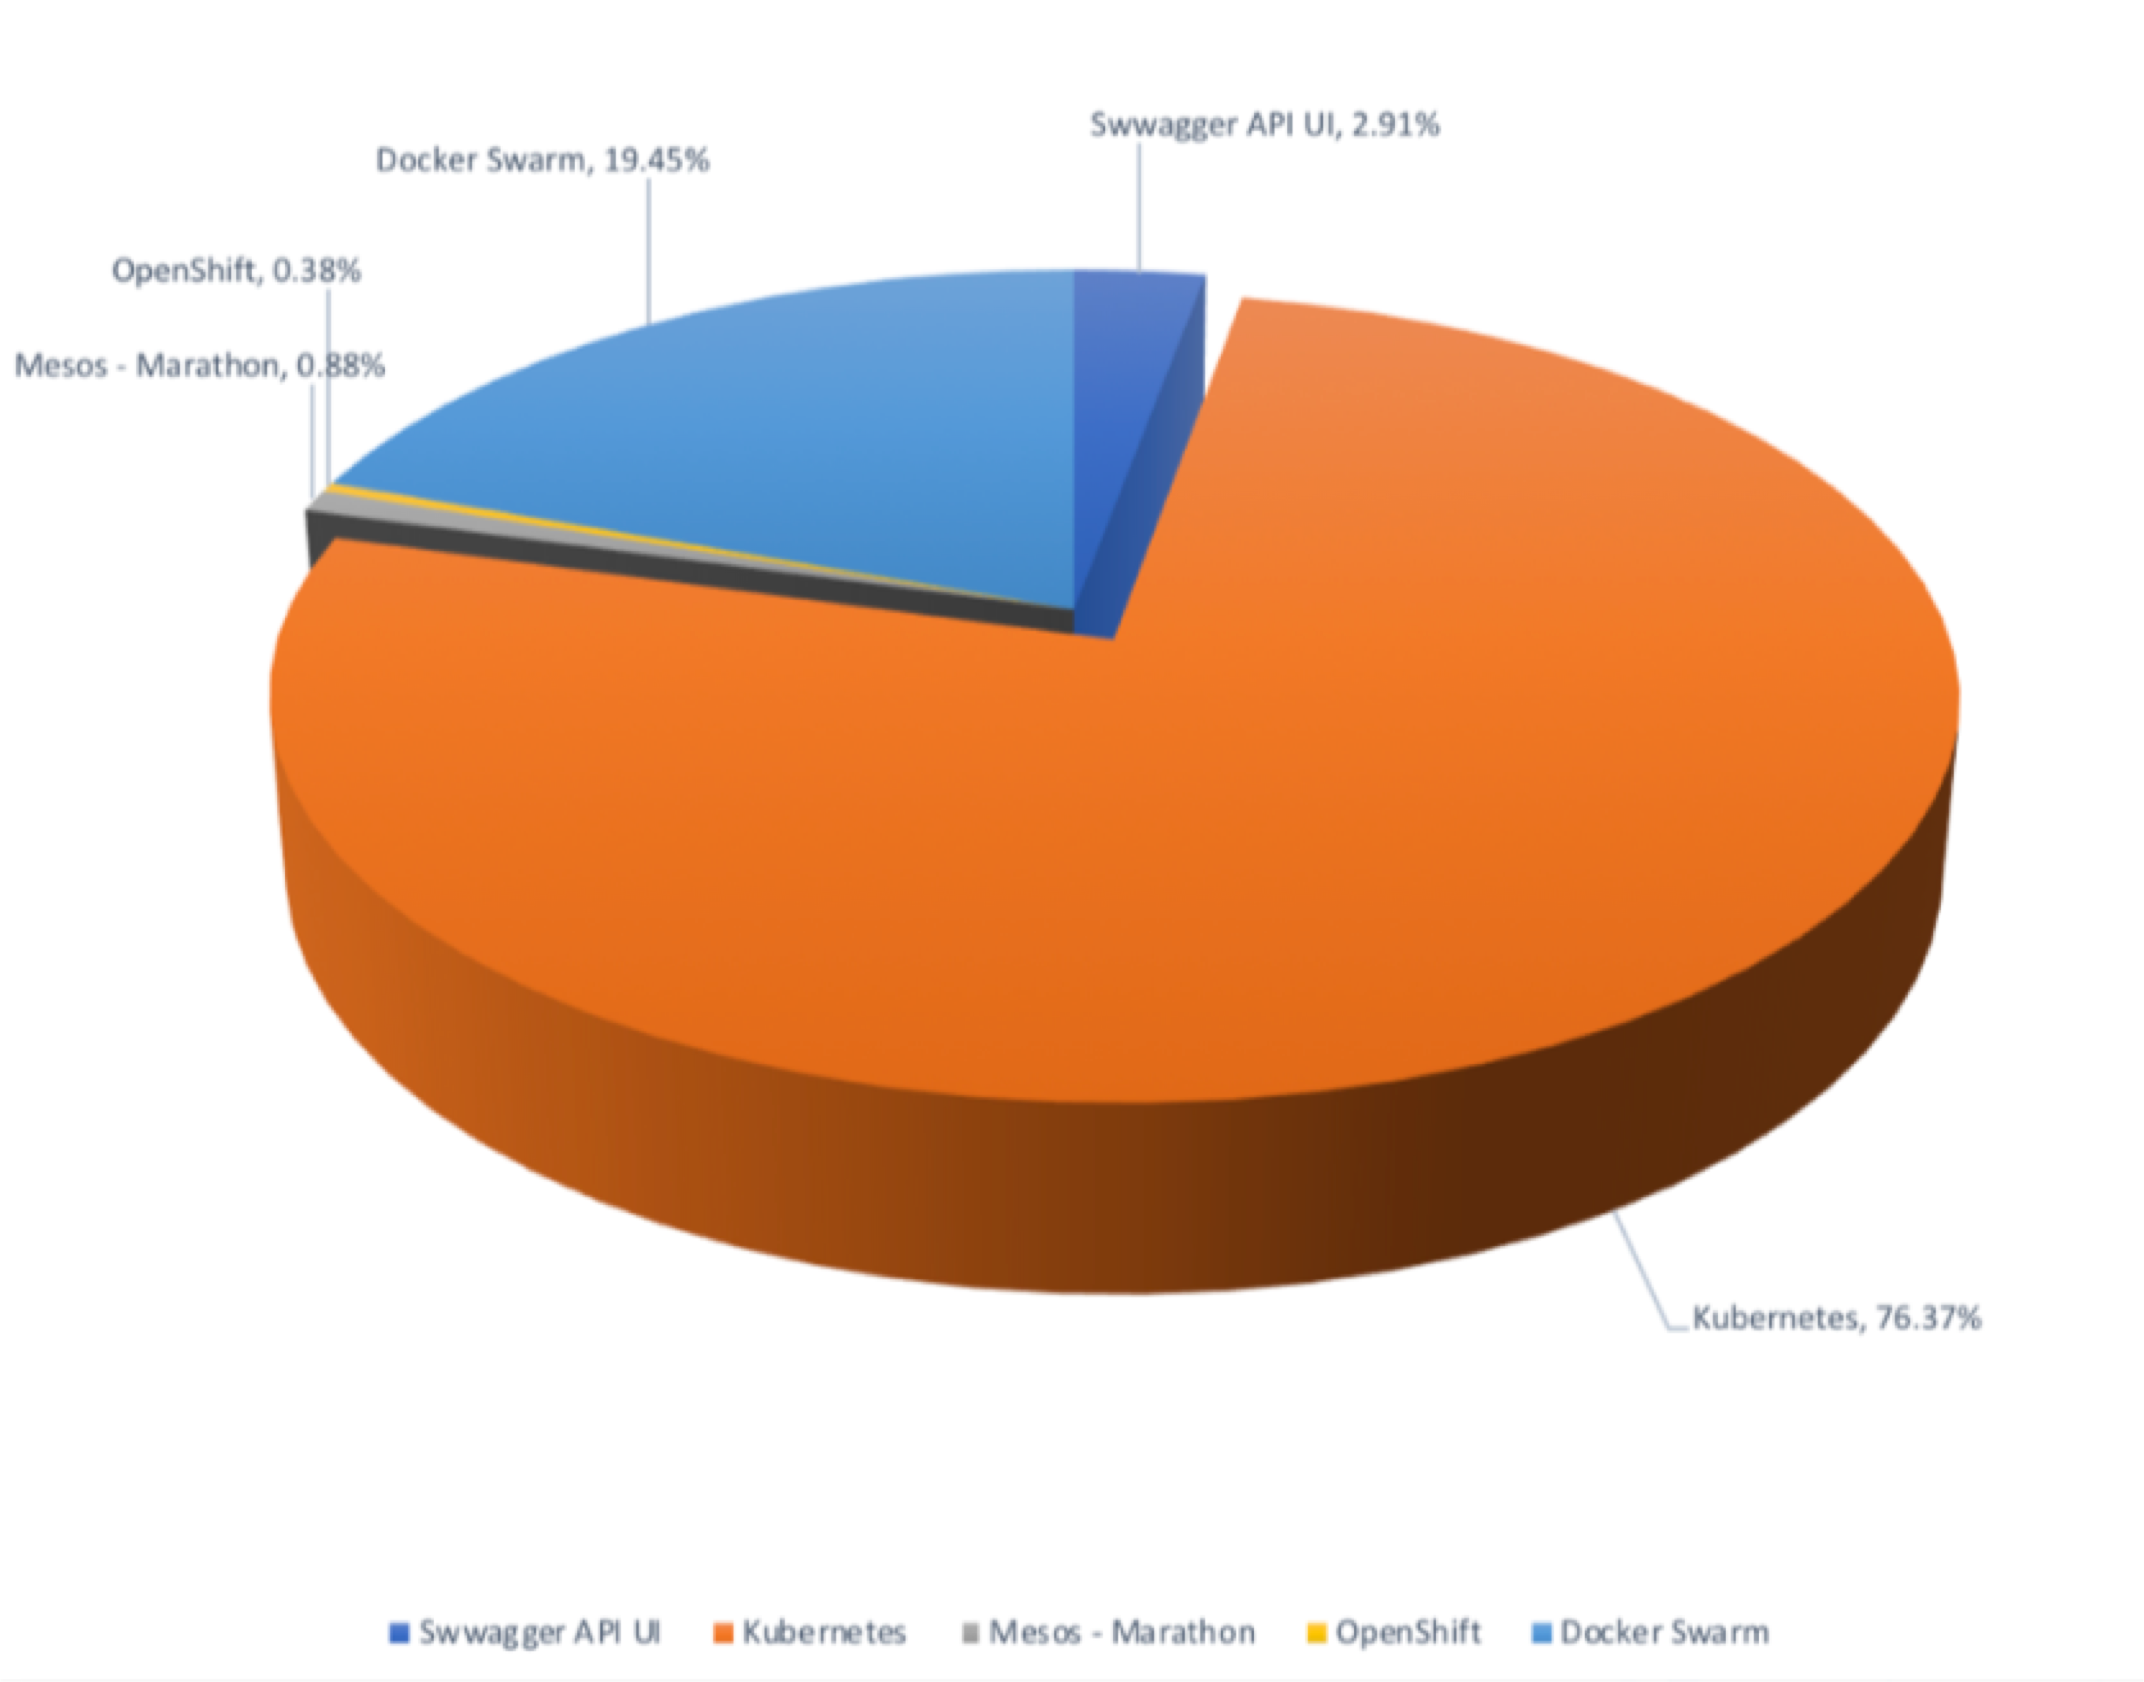 Swwagger API UI, 2.91%
Docker Swarm, 19.45%
OpenShift, 0.38%
Mesos - Marathon, 0.88%
Kubernetes, 76.37%
Swwagger API UI Kubernetes Mesos - Marathon OpenShift Docker Swarm